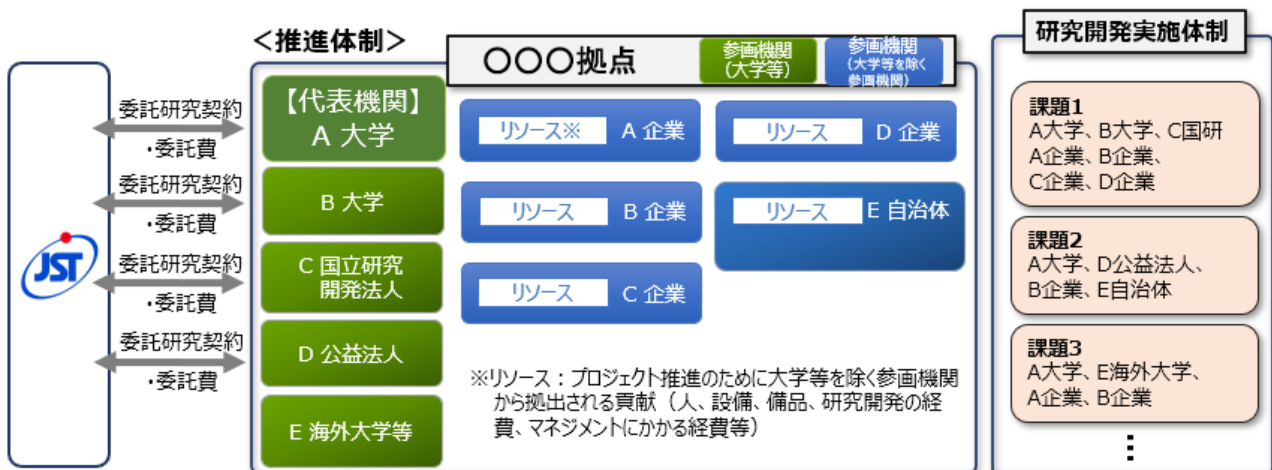 <推進体制>
〇〇〇拠点
参画機関
(大学等)
参画機関
(大学等を除く
参画機関)
研究開発実施体制
JST
委託研究契約
・委託費
委託研究契約
・委託費
委託研究契約
・委託費
委託研究契約
・委託費
【代表機関】
A 大学
B 大学
C 国立研究
開発法人
D 公益法人
E 海外大学等
リソース※ A 企業
リソース B 企業
リソース C 企業
リソース D 企業
リソース E 自治体
※リソース：プロジェクト推進のために大学等を除く参画機関
から拠出される貢献（人、設備、備品、研究開発の経
費、マネジメントにかかる経費等）
課題1
A大学、B大学、C国研
A企業、B企業、
C企業、D企業
課題2
A大学、D公益法人、
B企業、E自治体
課題3
A大学、E海外大学、
A企業、B企業
⋮